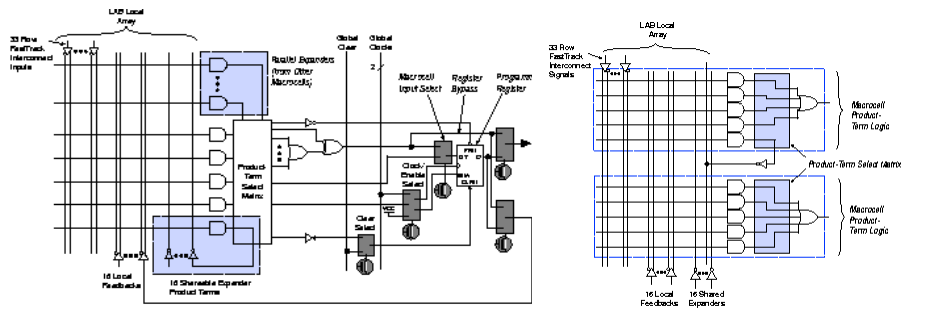 LAB Local
Array
33 Row
FastTrack
Interconnect
Inputs
Parallel Expanders
(from Other
Macrocells)
Global
Clear
Global
Clocks
2
Macrocell
Input Select
Register
Bypass
Register
Product-
Term
Select
Matrix
Clock/
Enable
Select
VCC
Clear
Select
16 Local
Feedbacks
16 Shareable Expander
Product Terms
LAB Local
Array
33 Row
FastTrack
Interconnect
Signals
Macrocell
Product-
Term Logic
Product-Term Select Matrix
Macrocell
Product-
Term Logic
16 Local
Feedbacks
16 Shared
Expanders